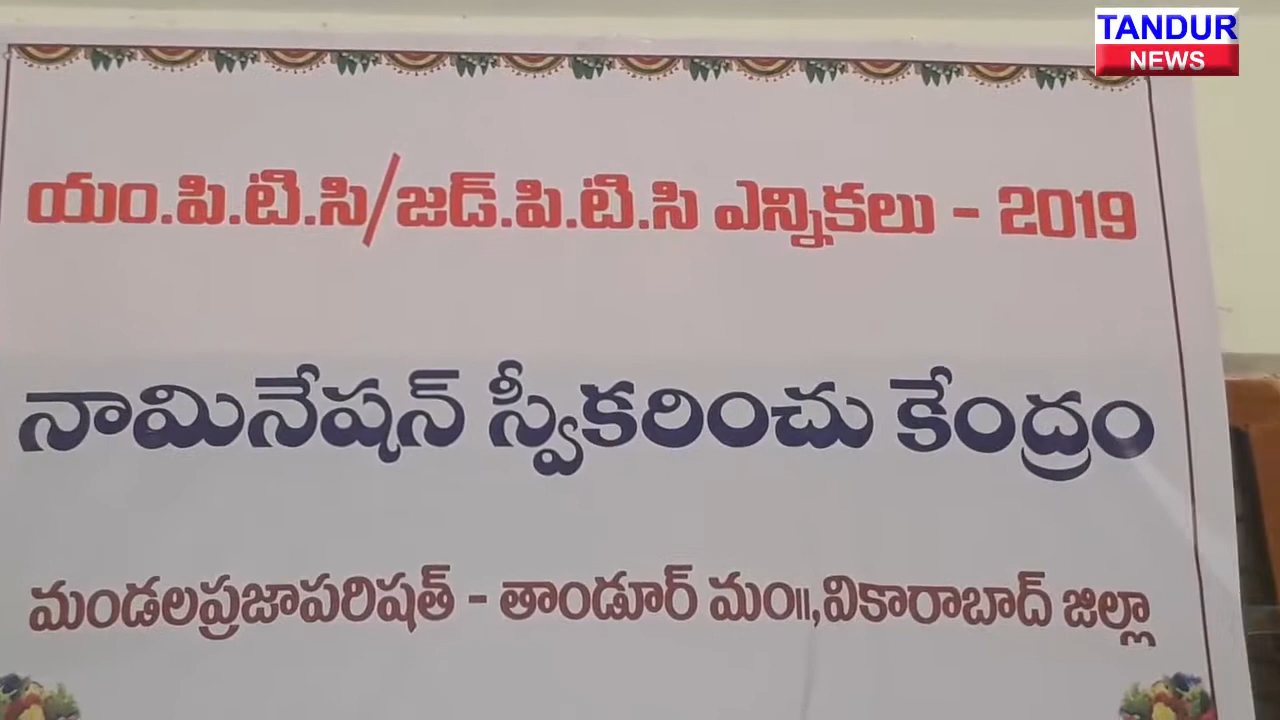 TANDUR
NEWS
యం.పి.టి.సి/జడ్.పి.టి.సి ఎన్నికలు - 2019
నామినేషన్ స్వీకరించు కేంద్రం
మండలప్రజాపరిషత్ - తాండూర్ మం॥,వికారాబాద్ జిల్లా